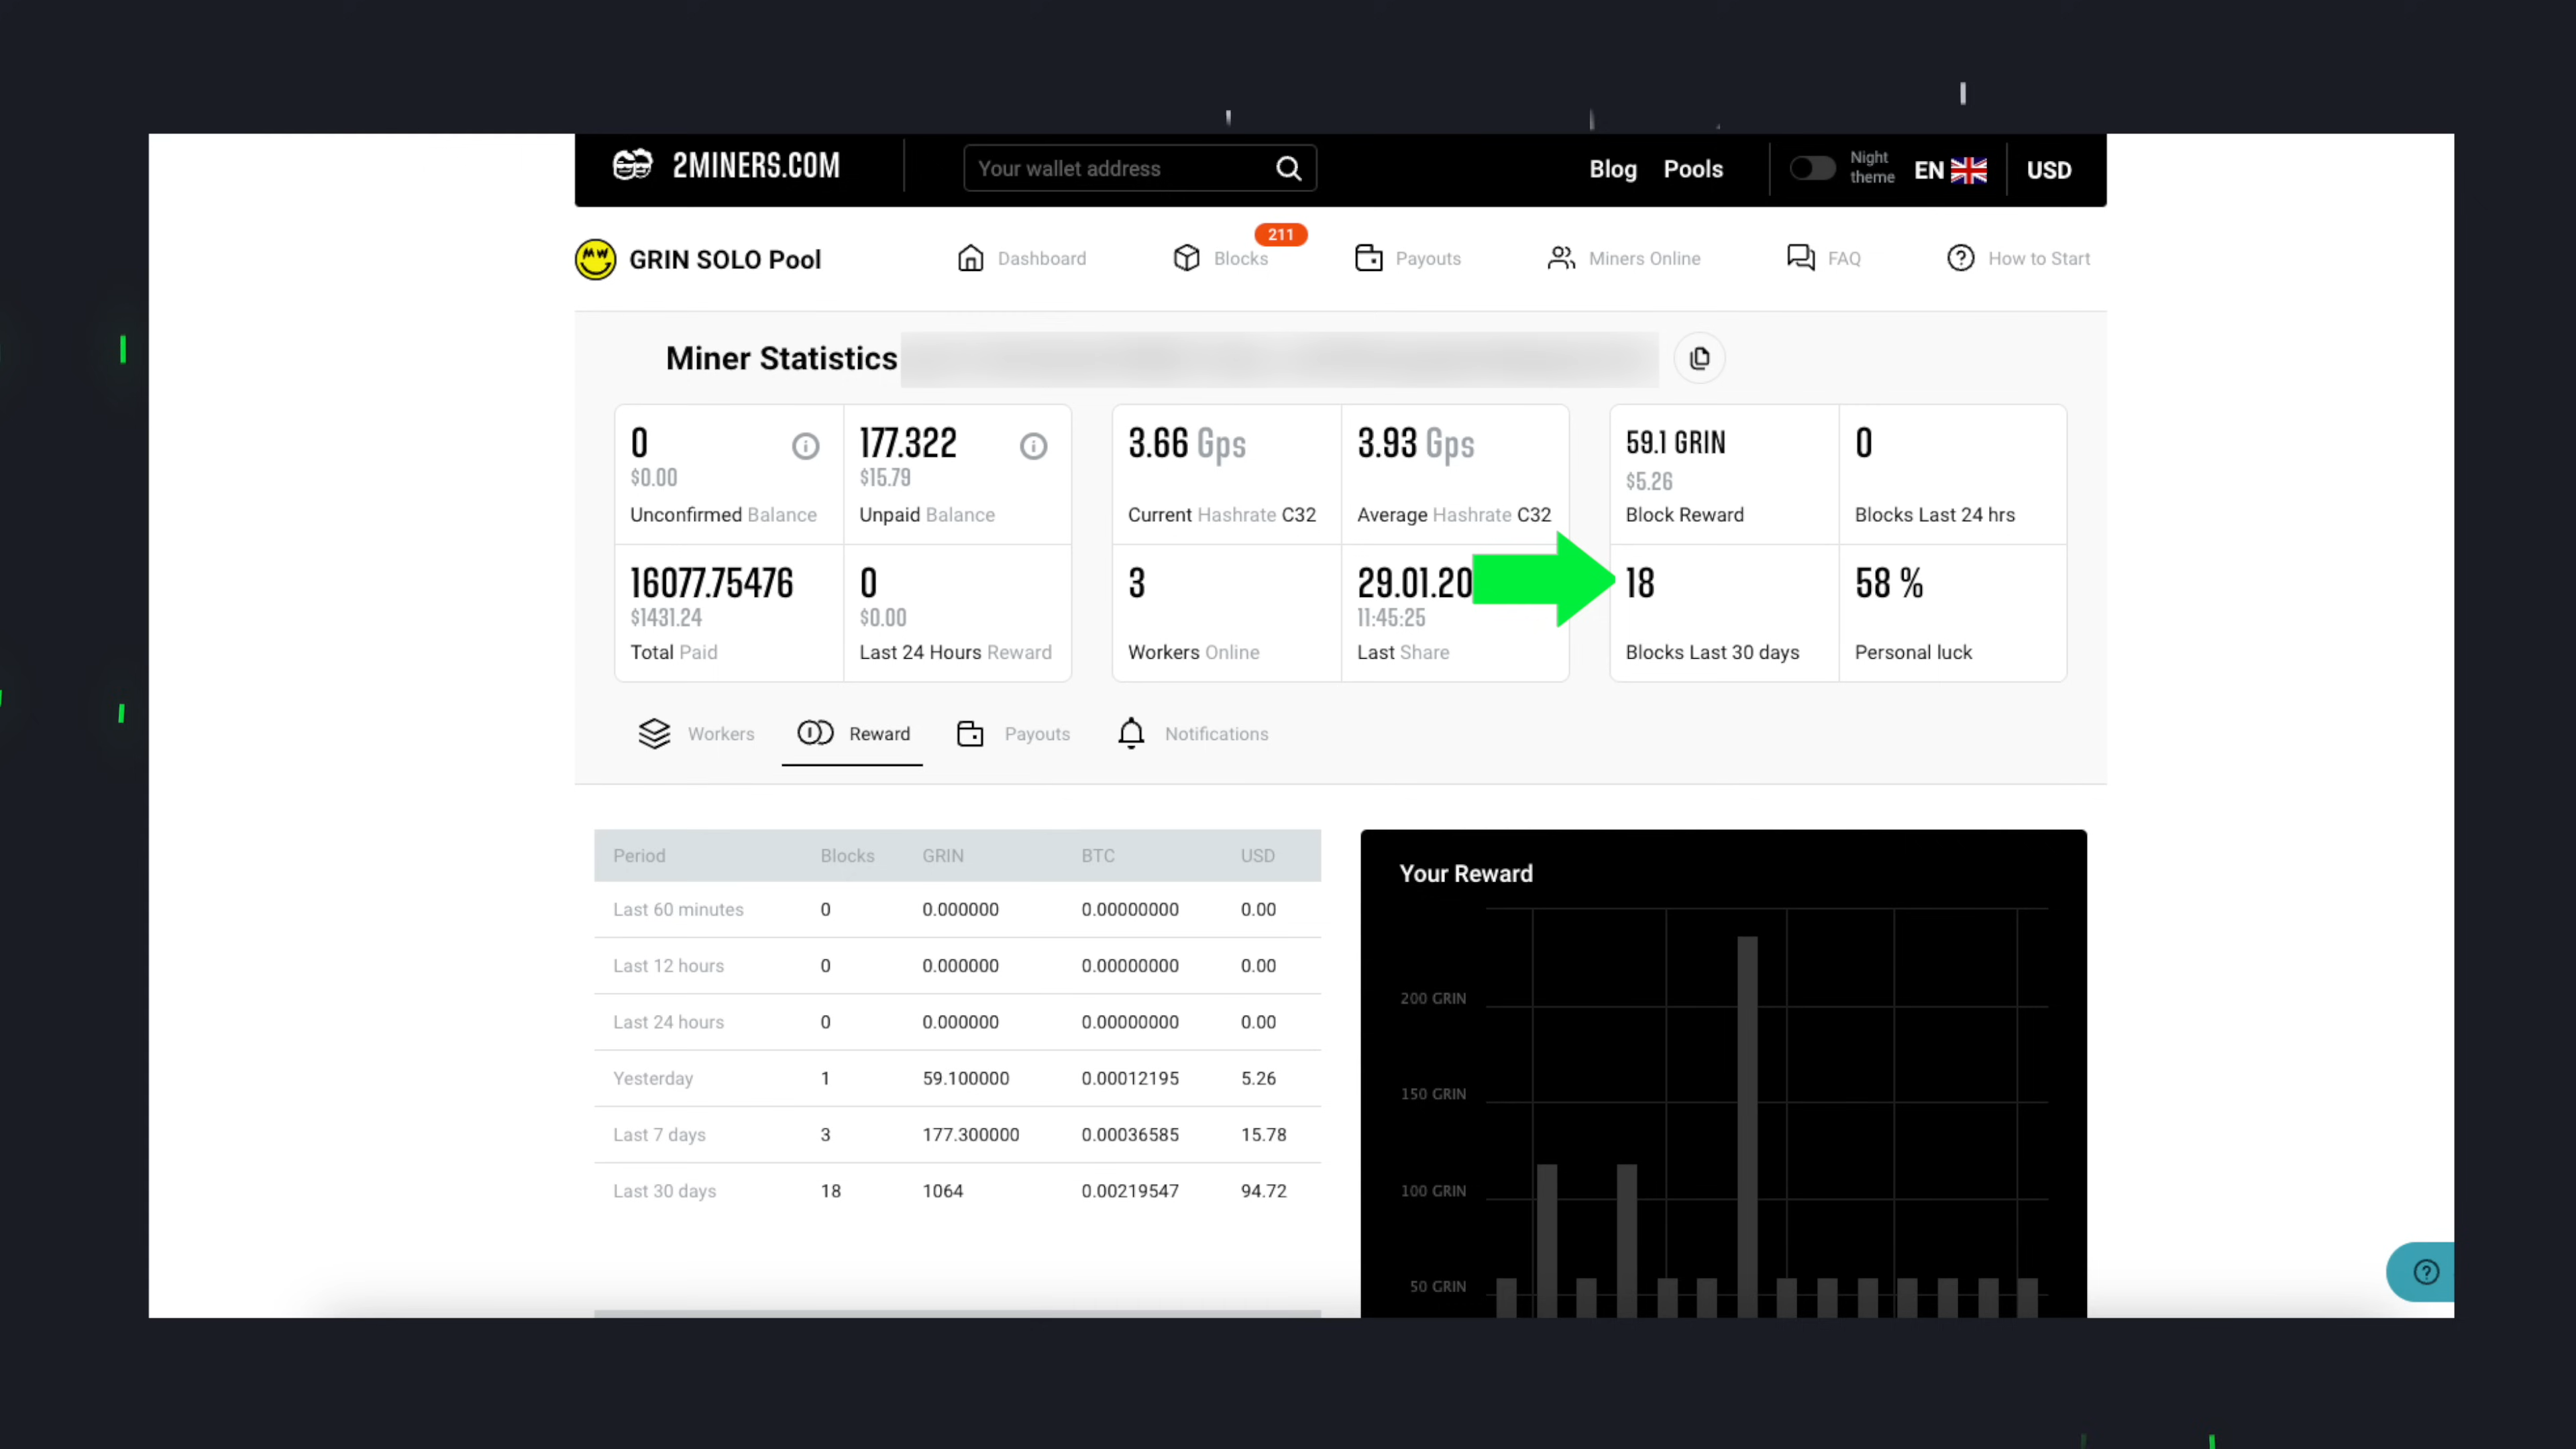 2MINERS.COM
Your wallet address
Blog Pools
Night theme
EN
USD
GRIN SOLO Pool
Dashboard
211
Blocks
Payouts
Miners Online
FAQ
How to Start
Miner Statistics
0
$0.00
Unconfirmed Balance
177.322
$15.79
Unpaid Balance
3.66 Gps
Current Hashrate C32
3.93 Gps
Average Hashrate C32
59.1 GRIN
$5.26
Block Reward
0
Blocks Last 24 hrs
16077.75476
$1431.24
Total Paid
0
$0.00
Last 24 Hours Reward
3
Workers Online
29.01.20
11:45:25
Last Share
18
Blocks Last 30 days
58 %
Personal luck
Workers
Reward
Payouts
Notifications
Period Blocks GRIN BTC USD
Last 60 minutes 0 0.000000 0.00000000 0.00
Last 12 hours 0 0.000000 0.00000000 0.00
Last 24 hours 0 0.000000 0.00000000 0.00
Yesterday 1 59.100000 0.00012195 5.26
Last 7 days 3 177.300000 0.00036585 15.78
Last 30 days 18 1064 0.00219547 94.72
Your Reward
200 GRIN
150 GRIN
100 GRIN
50 GRIN